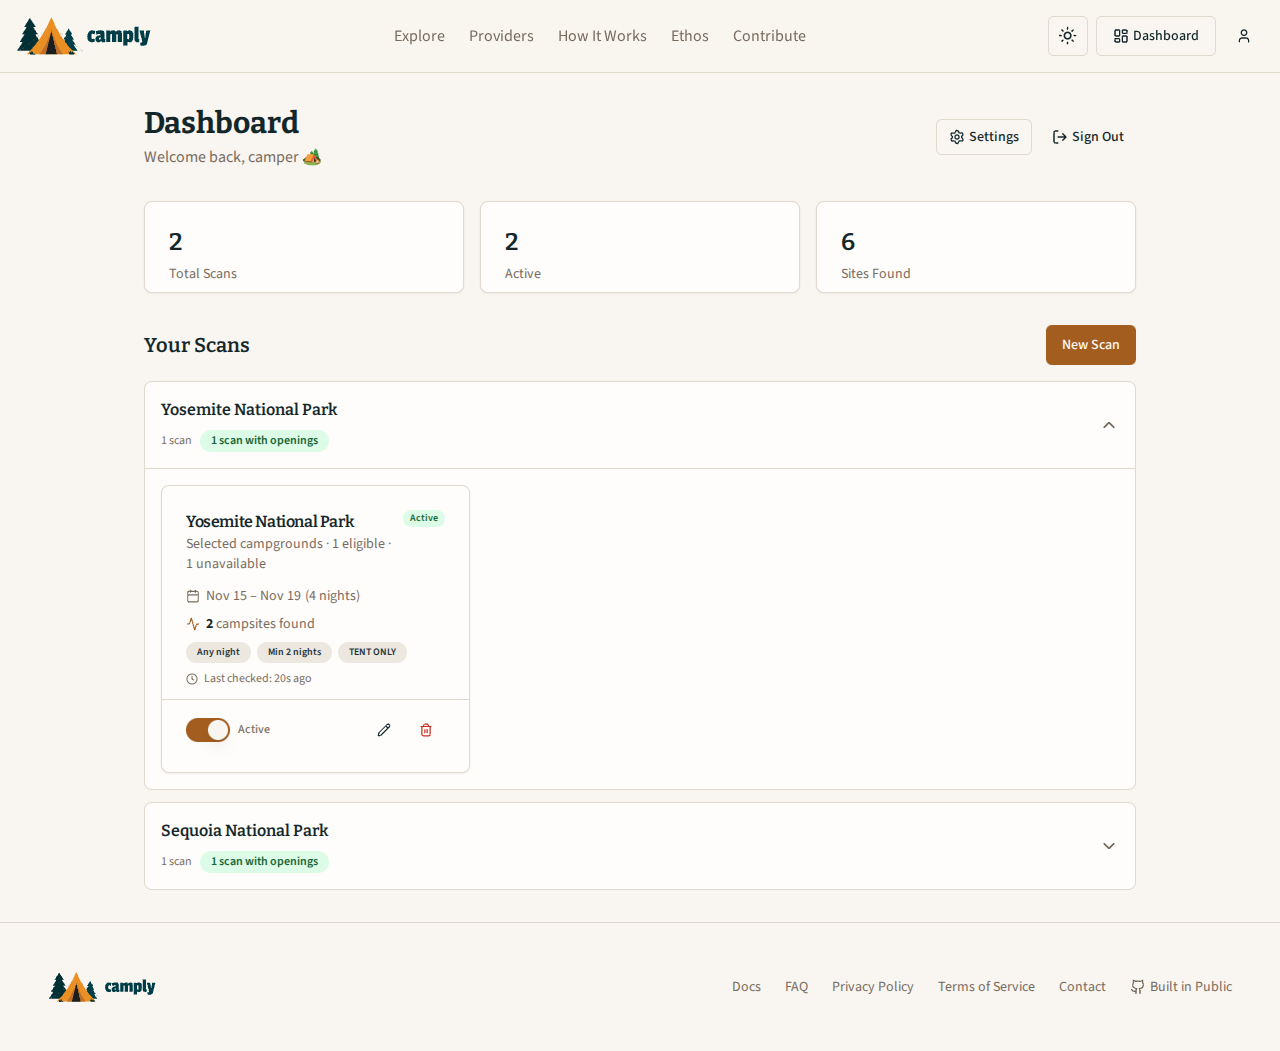 camply
Explore Providers How It Works Ethos Contribute
Dashboard
Dashboard
Welcome back, camper 🏕️
Settings
Sign Out
2
Total Scans
2
Active
6
Sites Found
Your Scans
New Scan
Yosemite National Park
1 scan 1 scan with openings
Yosemite National Park
Active
Selected campgrounds · 1 eligible ·
1 unavailable
Nov 15 – Nov 19 (4 nights)
2 campsites found
Any night Min 2 nights TENT ONLY
Last checked: 20s ago
Active
Sequoia National Park
1 scan 1 scan with openings
camply
Docs FAQ Privacy Policy Terms of Service Contact Built in Public